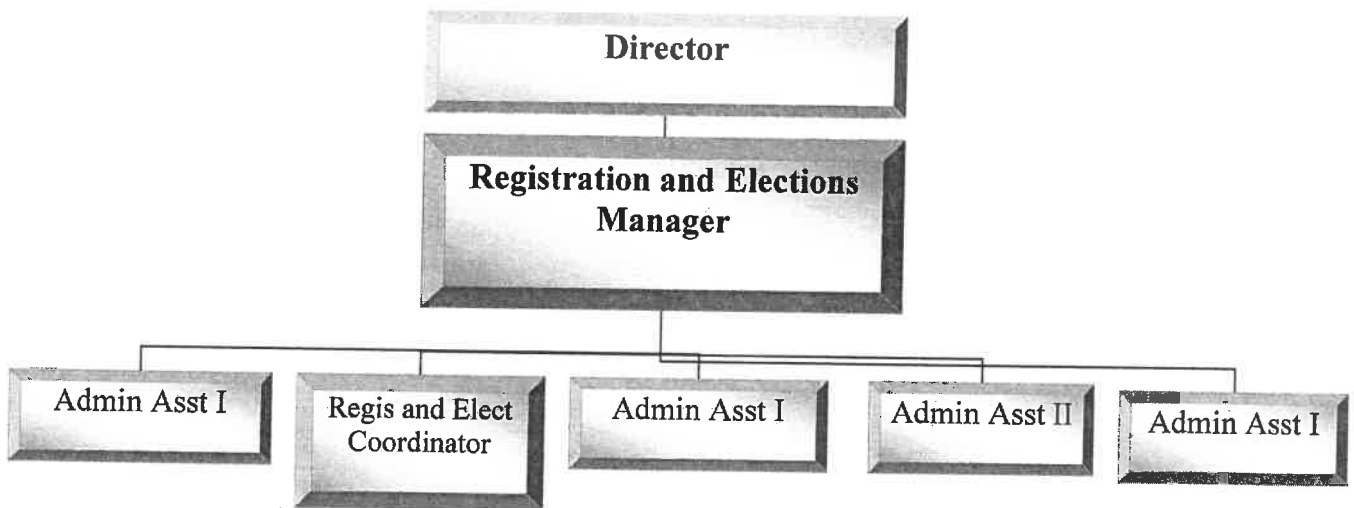 Director
Registration and Elections
Manager
Admin Asst I
Regis and Elect
Coordinator
Admin Asst I
Admin Asst II
Admin Asst I